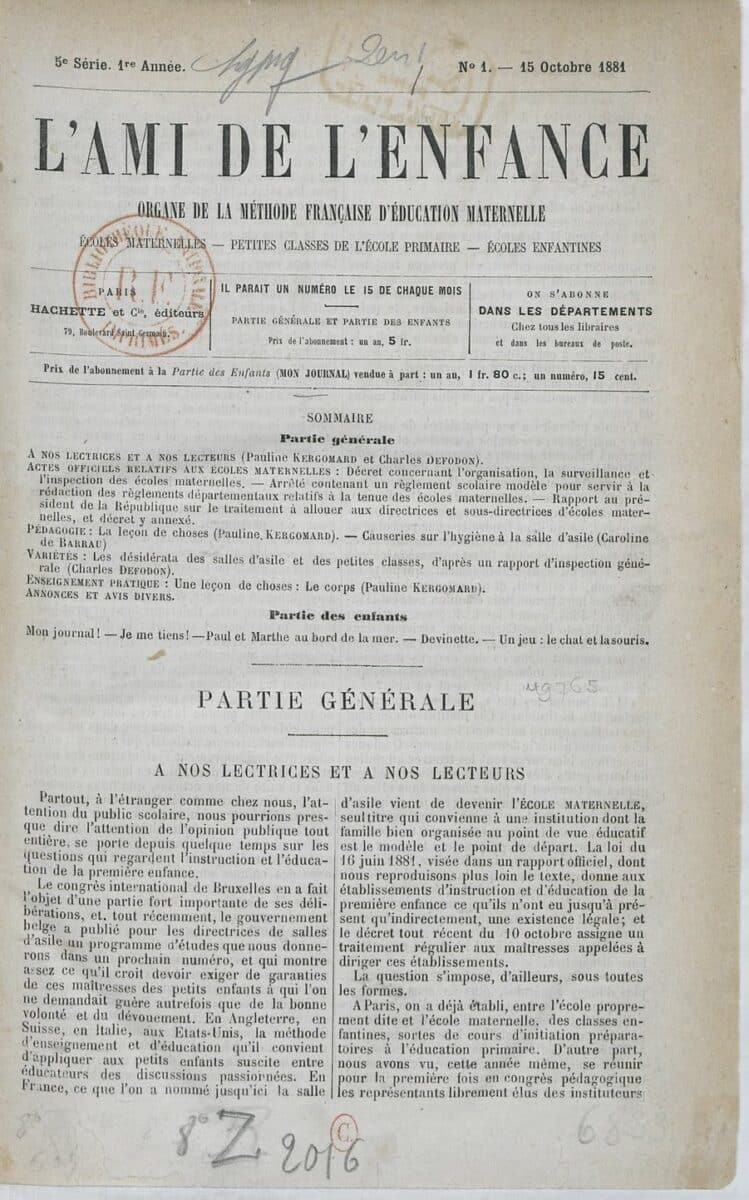 5e Série. 1re Année.
No 1. — 15 Octobre 1881
L'AMI DE L'ENFANCE
ORGANE DE LA MÉTHODE FRANÇAISE D'ÉDUCATION MATERNELLE
ÉCOLES MATERNELLES — PETITES CLASSES DE L'ÉCOLE PRIMAIRE — ÉCOLES ENFANTINES
R.F.
IMPRIMÉS.
PARIS
HACHETTE et Cie, éditeurs
79, Boulevard Saint Germain.
IL PARAIT UN NUMÉRO LE 15 DE CHAQUE MOIS
PARTIE GÉNÉRALE ET PARTIE DES ENFANTS
Prix de l'abonnement : un an, 5 fr.
ON S'ABONNE
DANS LES DÉPARTEMENTS
Chez tous les libraires
et dans les bureaux de poste.
Prix de l'abonnement à la Partie des Enfants (MON JOURNAL) vendue à part : un an, 1 fr. 80 c.; un numéro, 15 cent.
SOMMAIRE
Partie générale
A NOS LECTRICES ET A NOS LECTEURS (Pauline KERGOMARD et Charles DEFODON).
ACTES OFFICIELS RELATIFS AUX ÉCOLES MATERNELLES : Décret concernant l'organisation, la surveillance et
l'inspection des écoles maternelles. — Arrêté contenant un règlement scolaire modèle pour servir à la
rédaction des règlements départementaux relatifs à la tenue des écoles maternelles. — Rapport au pré-
sident de la République sur le traitement à allouer aux directrices et sous-directrices d'écoles mater-
nelles, et décret y annexé.
PÉDAGOGIE : La leçon de choses (Pauline KERGOMARD). — Causeries sur l'hygiène à la salle d'asile (Caroline
de BARRAU)
VARIÉTÉS : Les désidérata des salles d'asile et des petites classes, d'après un rapport d'inspection géné-
rale (Charles DEFODON).
ENSEIGNEMENT PRATIQUE : Une leçon de choses : Le corps (Pauline KERGOMARD).
ANNONCES ET AVIS DIVERS.
Partie des enfants
Mon journal! — Je me tiens! — Paul et Marthe au bord de la mer. — Devinette. — Un jeu : le chat et la souris.
PARTIE GÉNÉRALE
A NOS LECTRICES ET A NOS LECTEURS
Partout, à l'étranger comme chez nous, l'at-
tention du public scolaire, nous pourrions pres-
que dire l'attention de l'opinion publique tout
entière, se porte depuis quelque temps sur les
questions qui regardent l'instruction et l'éduca-
tion de la première enfance.
Le congrès international de Bruxelles en a fait
l'objet d'une partie fort importante de ses déli-
bérations, et, tout récemment, le gouvernement
belge a publié pour les directrices de salles
d'asile un programme d'études que nous donne-
rons dans un prochain numéro, et qui montre
assez ce qu'il croit devoir exiger de garanties
de ces maîtresses des petits enfants à qui l'on
ne demandait guère autrefois que de la bonne
volonté et du dévouement. En Angleterre, en
Suisse, en Italie, aux Etats-Unis, la méthode
d'enseignement et d'éducation qu'il convient
d'appliquer aux petits enfants suscite entre
éducateurs des discussions passionnées. En
France, ce que l'on a nommé jusqu'ici la salle
d'asile vient de devenir l'ÉCOLE MATERNELLE,
seul titre qui convienne à une institution dont la
famille bien organisée au point de vue éducatif
est le modèle et le point de départ. La loi du
16 juin 1881, visée dans un rapport officiel, dont
nous reproduisons plus loin le texte, donne aux
établissements d'instruction et d'éducation de la
première enfance ce qu'ils n'ont eu jusqu'à pré-
sent qu'indirectement, une existence légale; et
le décret tout récent du 10 octobre assigne un
traitement régulier aux maîtresses appelées à
diriger ces établissements.
La question s'impose, d'ailleurs, sous toutes
les formes.
A Paris, on a déjà établi, entre l'école propre-
ment dite et l'école maternelle, des classes en-
fantines, sortes de cours d'initiation prépara-
toires à l'éducation primaire. D'autre part,
nous avons vu, cette année même, se réunir
pour la première fois en congrès pédagogique
les représentants librement élus des instituteurs
8° Z 2016
C.